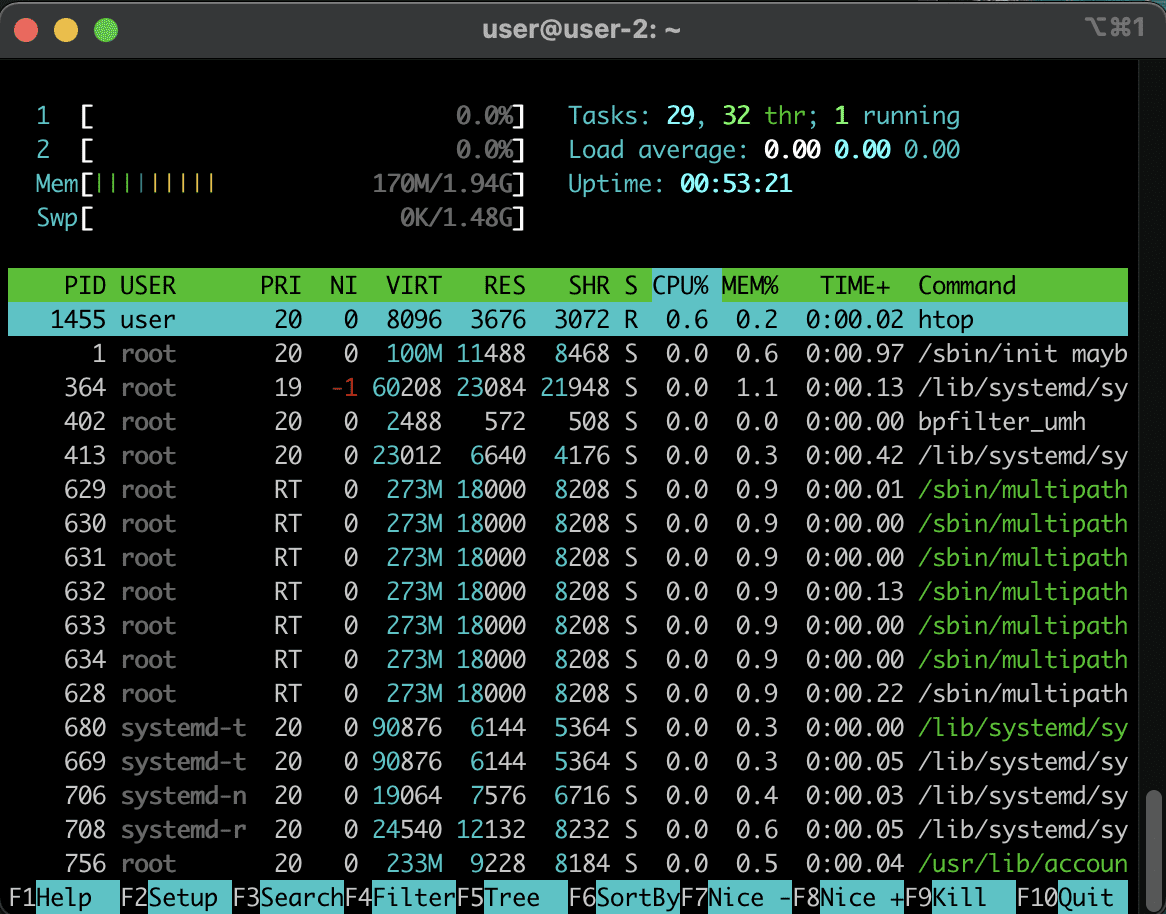 user@user-2: ~ ⌥⌘1
1 [ 0.0%] Tasks: 29, 32 thr; 1 running
2 [ 0.0%] Load average: 0.00 0.00 0.00
Mem[||||||||| 170M/1.94G] Uptime: 00:53:21
Swp[ 0K/1.48G]
PID USER PRI NI VIRT RES SHR S CPU% MEM% TIME+ Command
1455 user 20 0 8096 3676 3072 R 0.6 0.2 0:00.02 htop
1 root 20 0 100M 11488 8468 S 0.0 0.6 0:00.97 /sbin/init mayb
364 root 19 -1 60208 23084 21948 S 0.0 1.1 0:00.13 /lib/systemd/sy
402 root 20 0 2488 572 508 S 0.0 0.0 0:00.00 bpfilter_umh
413 root 20 0 23012 6640 4176 S 0.0 0.3 0:00.42 /lib/systemd/sy
629 root RT 0 273M 18000 8208 S 0.0 0.9 0:00.01 /sbin/multipath
630 root RT 0 273M 18000 8208 S 0.0 0.9 0:00.00 /sbin/multipath
631 root RT 0 273M 18000 8208 S 0.0 0.9 0:00.00 /sbin/multipath
632 root RT 0 273M 18000 8208 S 0.0 0.9 0:00.13 /sbin/multipath
633 root RT 0 273M 18000 8208 S 0.0 0.9 0:00.00 /sbin/multipath
634 root RT 0 273M 18000 8208 S 0.0 0.9 0:00.00 /sbin/multipath
628 root RT 0 273M 18000 8208 S 0.0 0.9 0:00.22 /sbin/multipath
680 systemd-t 20 0 90876 6144 5364 S 0.0 0.3 0:00.00 /lib/systemd/sy
669 systemd-t 20 0 90876 6144 5364 S 0.0 0.3 0:00.05 /lib/systemd/sy
706 systemd-n 20 0 19064 7576 6716 S 0.0 0.4 0:00.03 /lib/systemd/sy
708 systemd-r 20 0 24540 12132 8232 S 0.0 0.6 0:00.05 /lib/systemd/sy
756 root 20 0 233M 9228 8184 S 0.0 0.5 0:00.04 /usr/lib/accoun
F1Help F2Setup F3SearchF4FilterF5Tree F6SortByF7Nice -F8Nice +F9Kill F10Quit